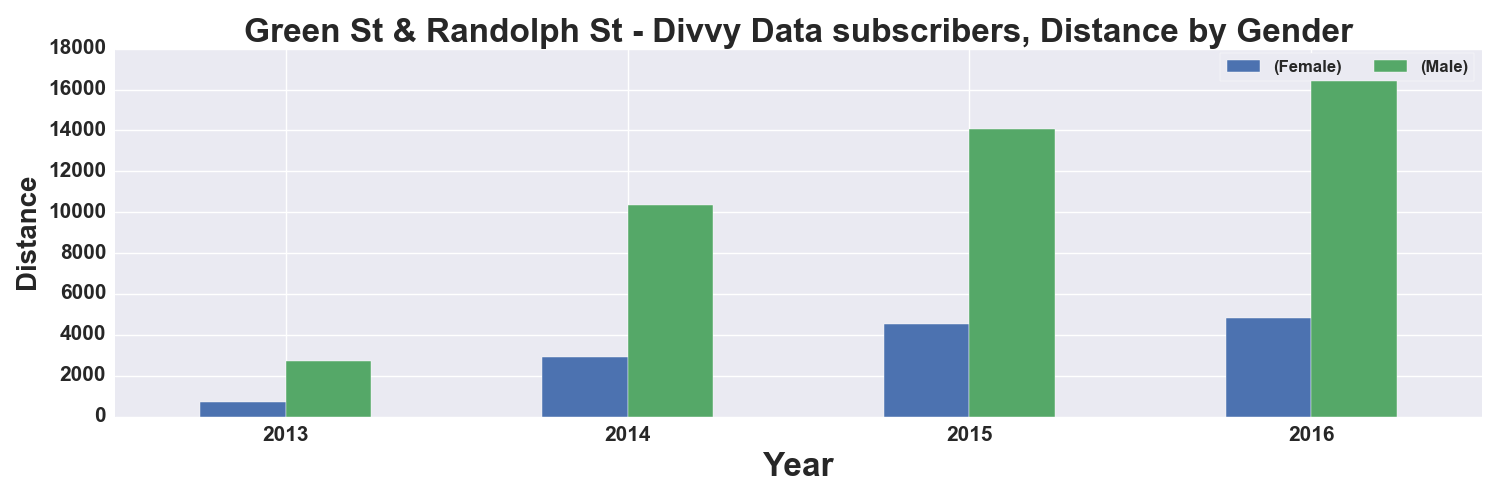 Green St & Randolph St - Divvy Data subscribers, Distance by Gender
18000
16000
14000
12000
10000
8000
6000
4000
2000
0
Distance
(Female) (Male)
2013 2014 2015 2016
Year